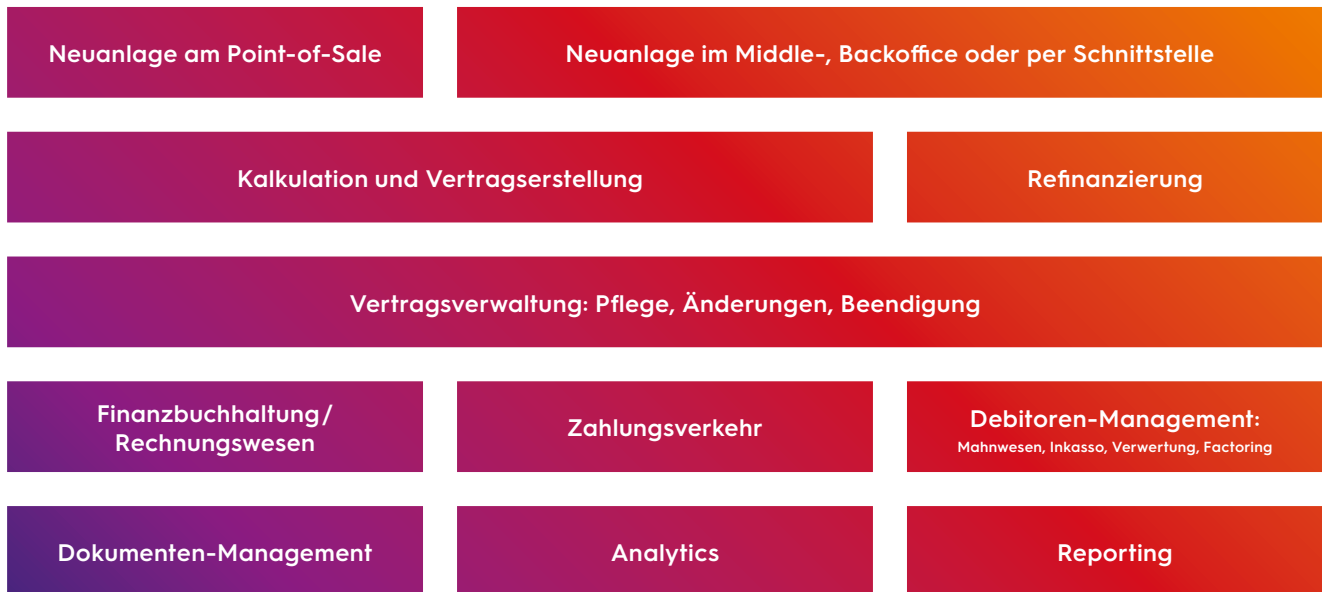 Neuanlage am Point-of-Sale
Neuanlage im Middle-, Backoffice oder per Schnittstelle
Kalkulation und Vertragserstellung
Refinanzierung
Vertragsverwaltung: Pflege, Änderungen, Beendigung
Finanzbuchhaltung/
Rechnungswesen
Zahlungsverkehr
Debitoren-Management:
Mahnwesen, Inkasso, Verwertung, Factoring
Dokumenten-Management
Analytics
Reporting